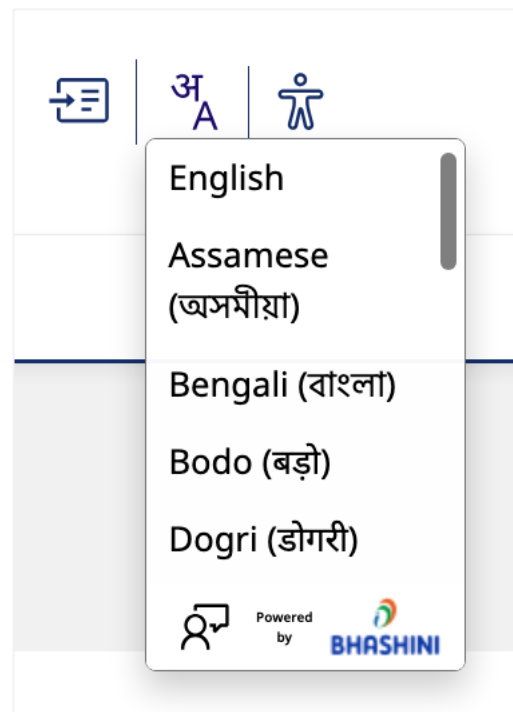 अ
A
English
Assamese
(অসমীয়া)
Bengali (বাংলা)
Bodo (बड़ो)
Dogri (डोगरी)
Powered
by
BHASHINI